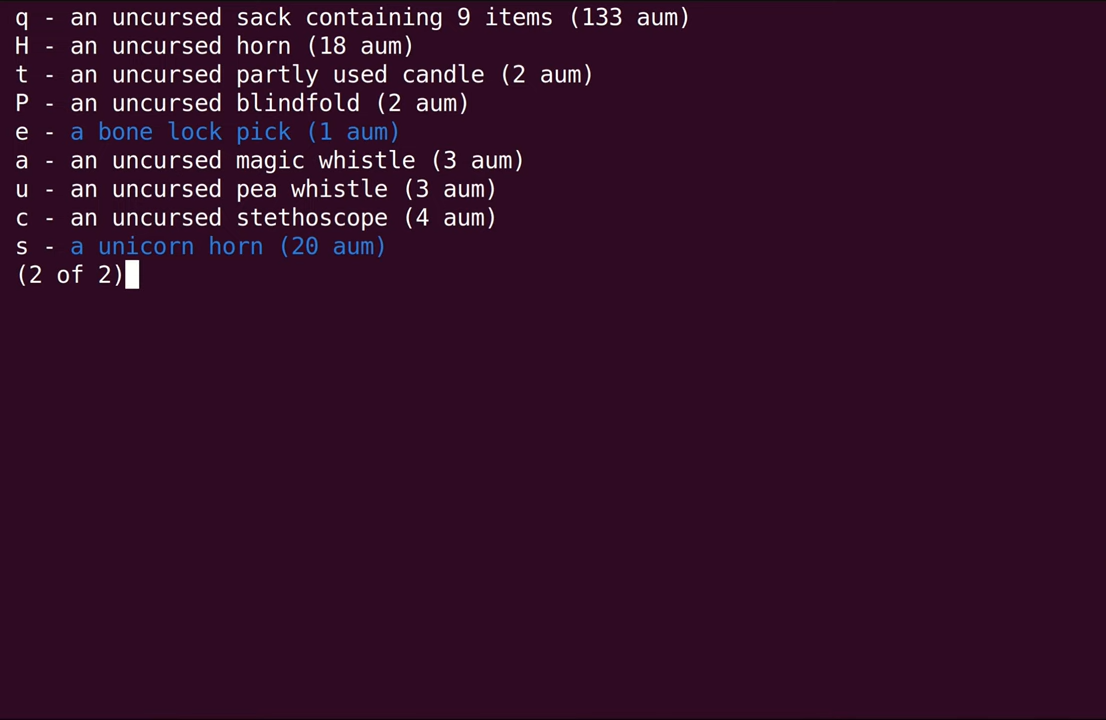 q - an uncursed sack containing 9 items (133 aum)
H - an uncursed horn (18 aum)
t - an uncursed partly used candle (2 aum)
P - an uncursed blindfold (2 aum)
e - a bone lock pick (1 aum)
a - an uncursed magic whistle (3 aum)
u - an uncursed pea whistle (3 aum)
c - an uncursed stethoscope (4 aum)
s - a unicorn horn (20 aum)
(2 of 2)